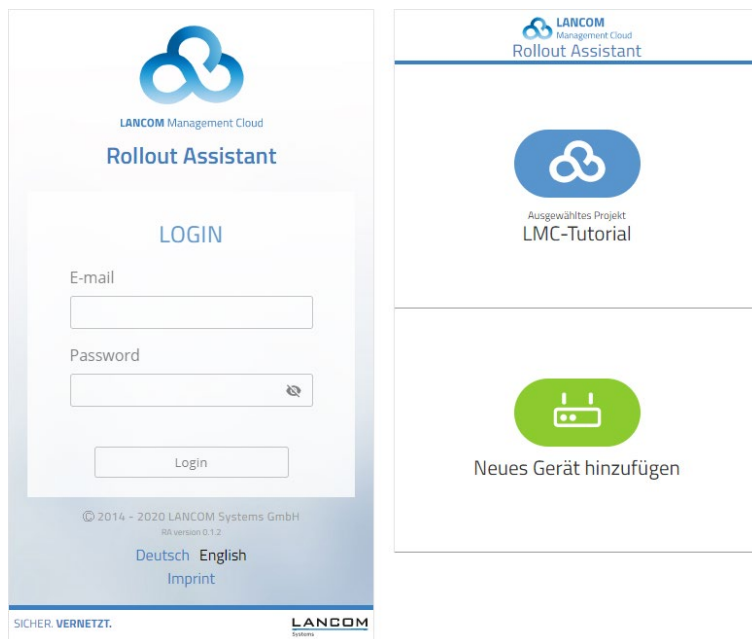 LANCOM Management Cloud
Rollout Assistant
LOGIN
E-mail
Password
Login
© 2014 - 2020 LANCOM Systems GmbH
RA version 0.1.2
Deutsch English
Imprint
SICHER. VERNETZT.
LANCOM
Systems
LANCOM
Management Cloud
Rollout Assistant
Ausgewähltes Projekt
LMC-Tutorial
Neues Gerät hinzufügen